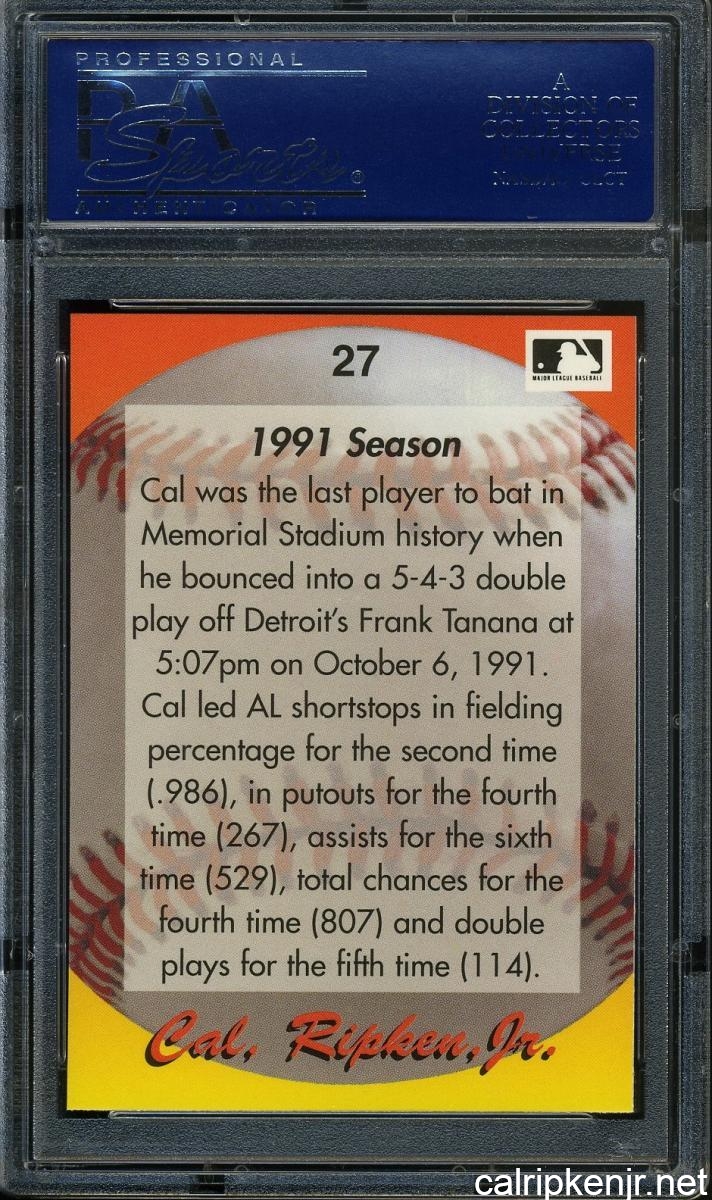 PROFESSIONAL
PSA
Sports®
AUTHENTICATOR
A
DIVISION OF
COLLECTORS
UNIVERSE
NASDAQ: CLCT
27
MAJOR LEAGUE BASEBALL
1991 Season
Cal was the last player to bat in
Memorial Stadium history when
he bounced into a 5-4-3 double
play off Detroit's Frank Tanana at
5:07pm on October 6, 1991.
Cal led AL shortstops in fielding
percentage for the second time
(.986), in putouts for the fourth
time (267), assists for the sixth
time (529), total chances for the
fourth time (807) and double
plays for the fifth time (114).
Cal, Ripken, Jr.
calripkenjr.net